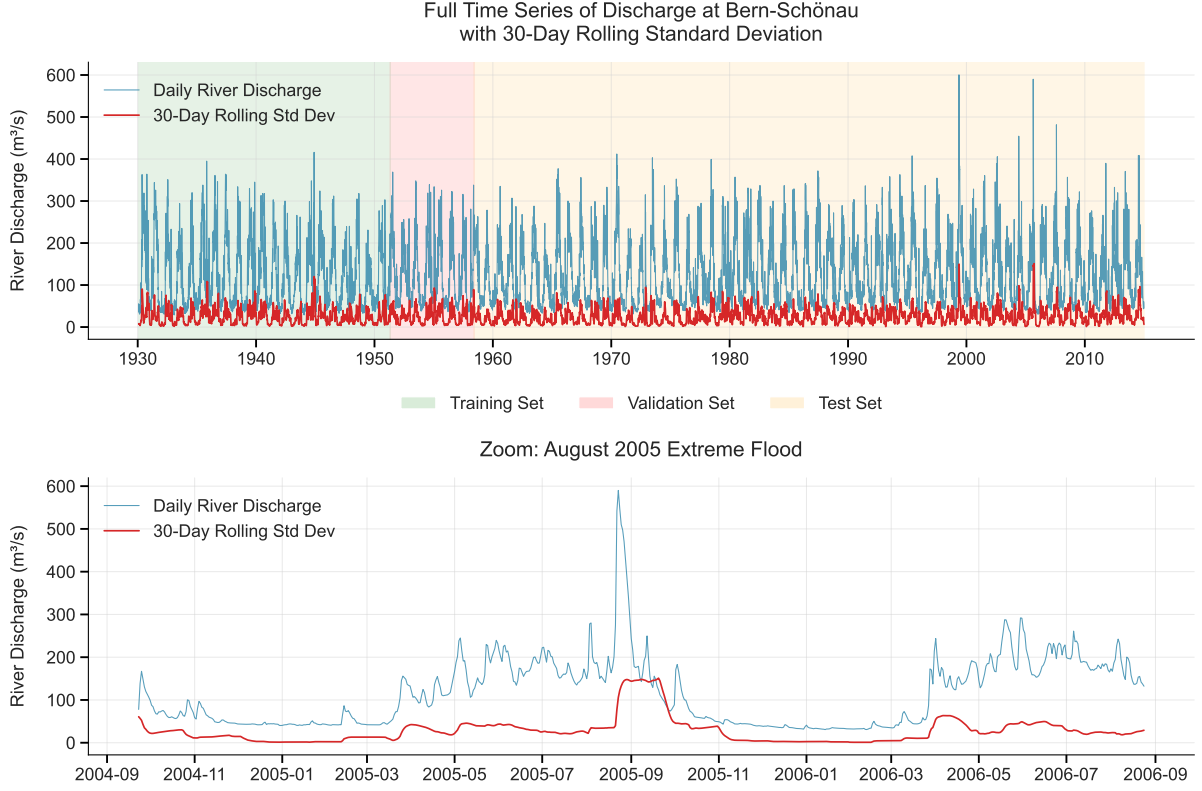 Full Time Series of Discharge at Bern-Schönau
with 30-Day Rolling Standard Deviation
River Discharge (m³/s)
600
500
400
300
200
100
0
Daily River Discharge
30-Day Rolling Std Dev
1930 1940 1950 1960 1970 1980 1990 2000 2010
Training Set Validation Set Test Set
Zoom: August 2005 Extreme Flood
River Discharge (m³/s)
600
500
400
300
200
100
0
Daily River Discharge
30-Day Rolling Std Dev
2004-09 2004-11 2005-01 2005-03 2005-05 2005-07 2005-09 2005-11 2006-01 2006-03 2006-05 2006-07 2006-09